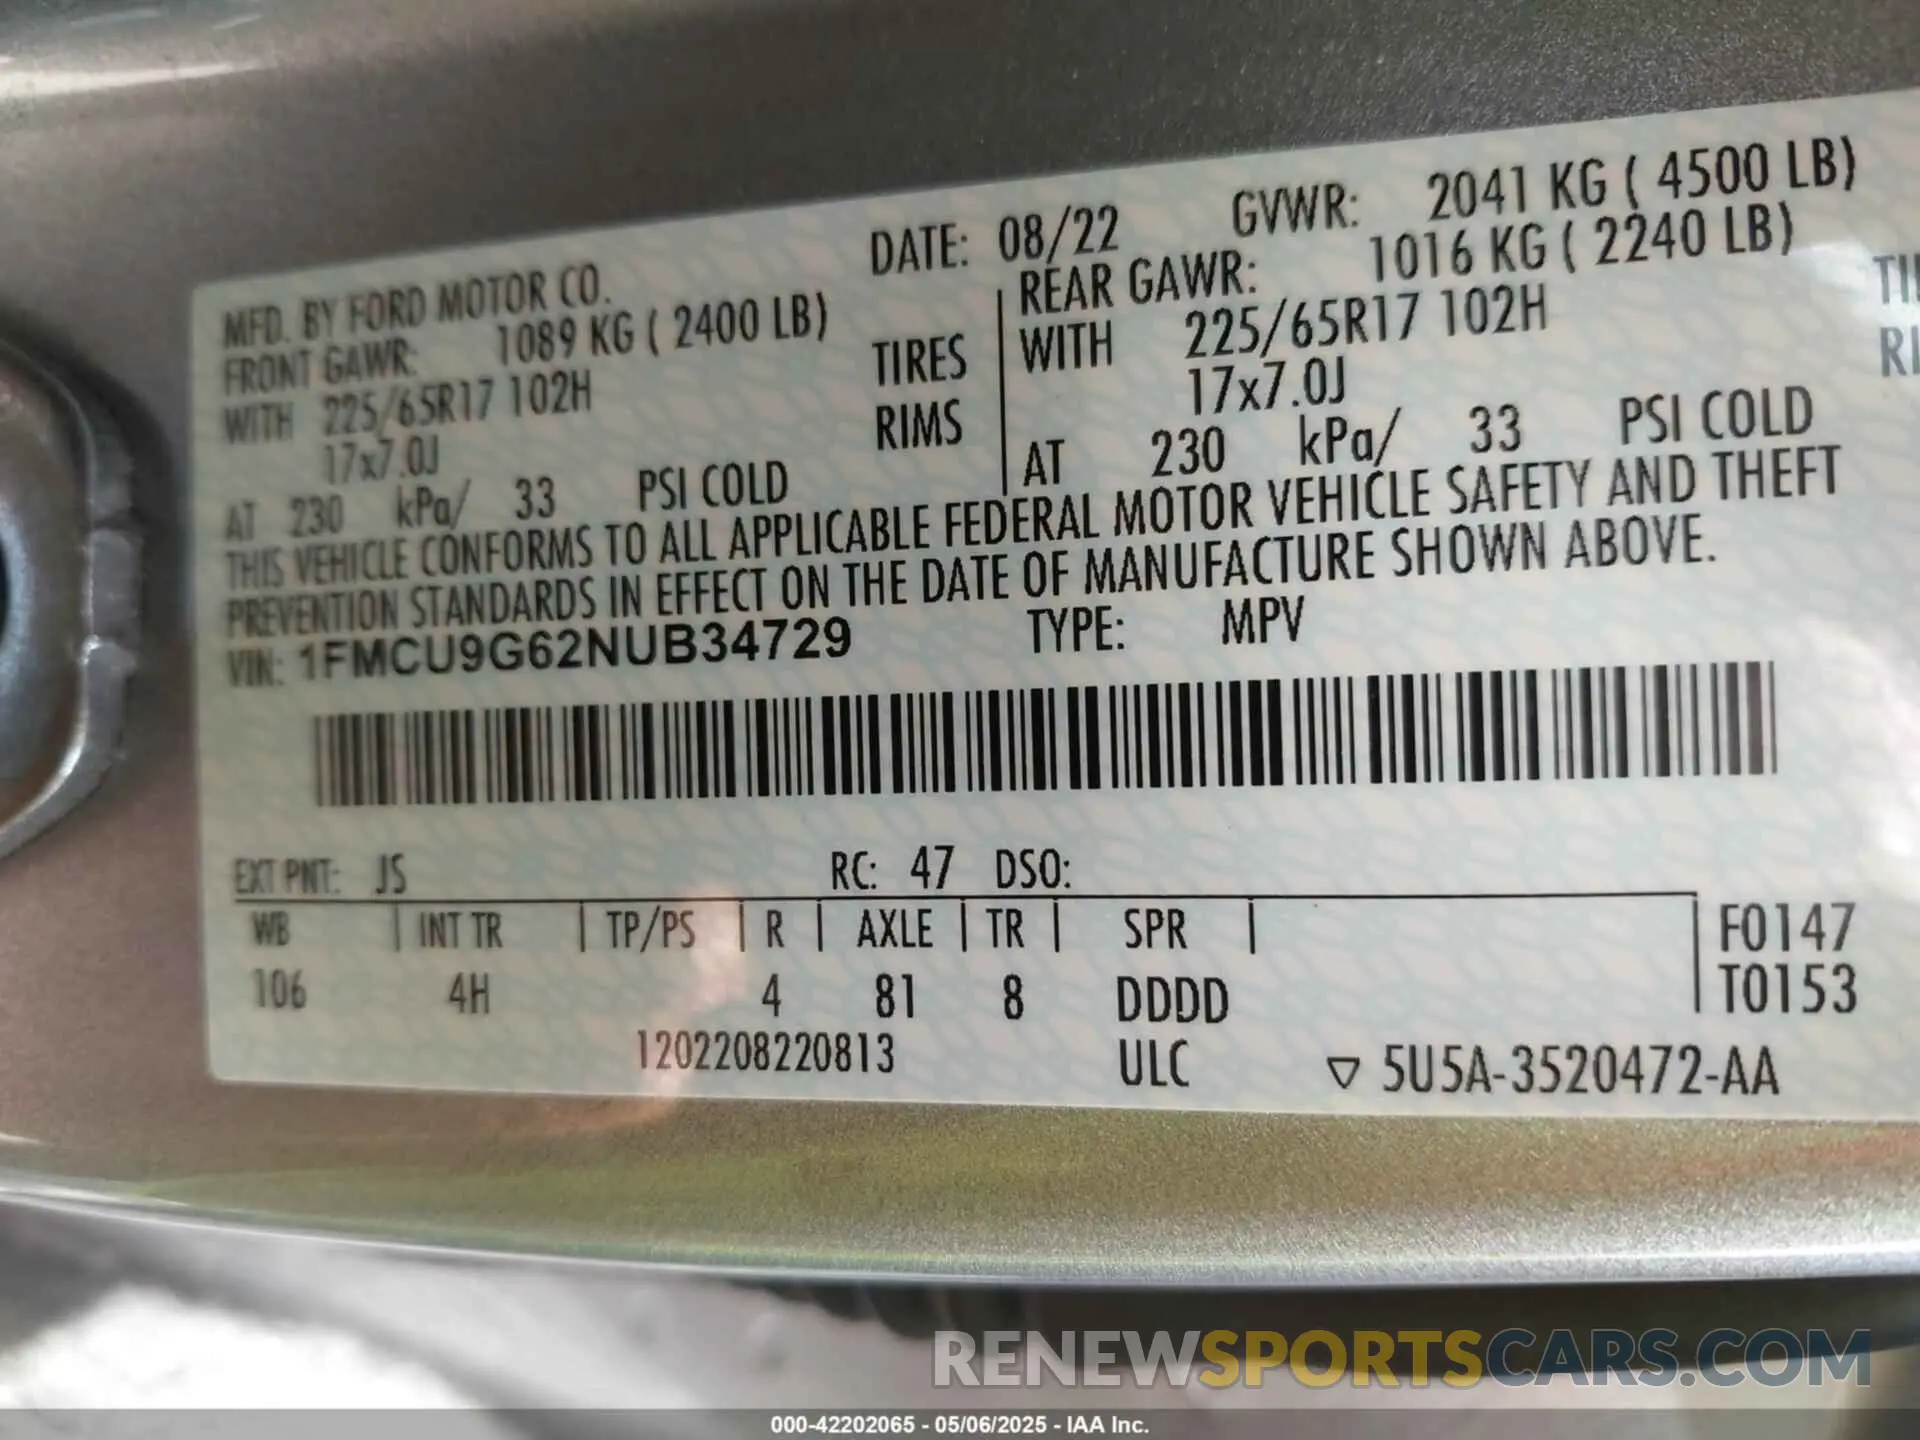 MFD. BY FORD MOTOR CO. DATE: 08/22 GVWR: 2041 KG ( 4500 LB)
FRONT GAWR: 1089 KG ( 2400 LB) REAR GAWR: 1016 KG ( 2240 LB)
WITH 225/65R17 102H TIRES WITH 225/65R17 102H
17x7.0J RIMS 17x7.0J
AT 230 kPa/ 33 PSI COLD AT 230 kPa/ 33 PSI COLD
THIS VEHICLE CONFORMS TO ALL APPLICABLE FEDERAL MOTOR VEHICLE SAFETY AND THEFT
PREVENTION STANDARDS IN EFFECT ON THE DATE OF MANUFACTURE SHOWN ABOVE.
VIN: 1FMCU9G62NUB34729 TYPE: MPV
EXT PNT: JS RC: 47 DSO:
WB | INT TR | TP/PS | R | AXLE | TR | SPR | F0147
106 4H 4 81 8 DDDD T0153
1202208220813 ULC ▽ 5U5A-3520472-AA
RENEWSPORTSCARS.COM
000-42202065 - 05/06/2025 - IAA Inc.